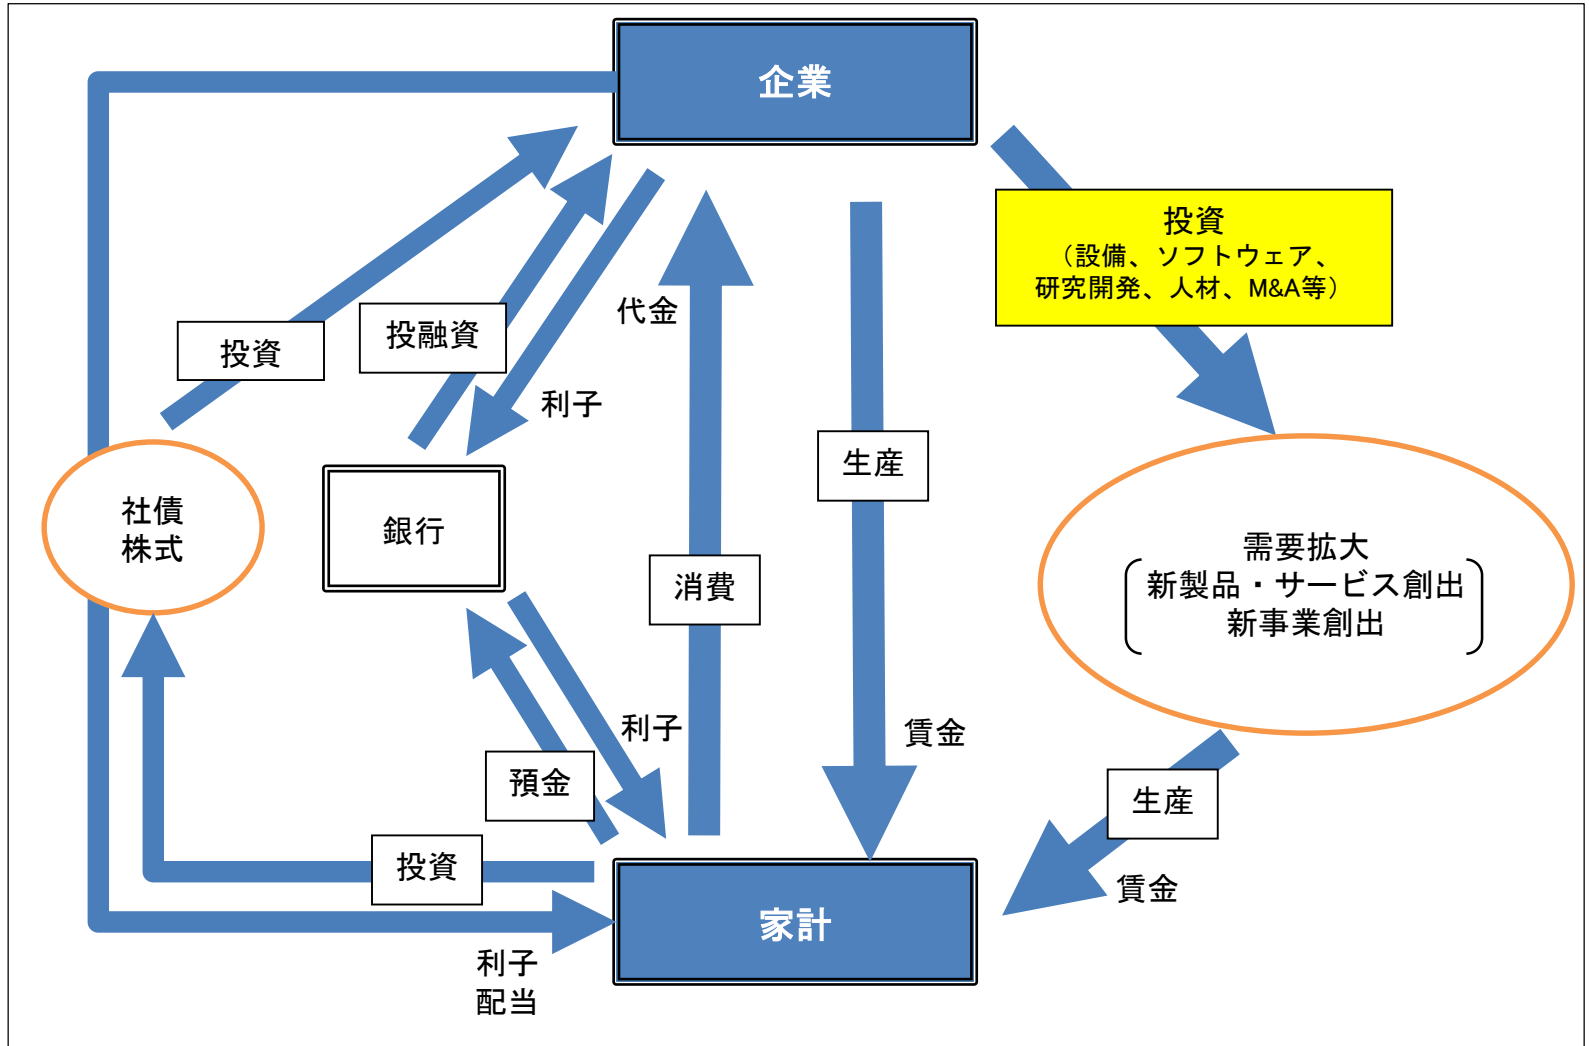 企業
投資
（設備、ソフトウェア、
研究開発、人材、M&A等）
代金
投融資
投資
利子
生産
社債
株式
銀行
需要拡大
新製品・サービス創出
新事業創出
消費
利子
賃金
預金
生産
投資
賃金
家計
利子
配当